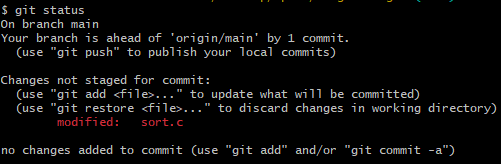 $ git status
On branch main
Your branch is ahead of 'origin/main' by 1 commit.
  (use "git push" to publish your local commits)

Changes not staged for commit:
  (use "git add <file>..." to update what will be committed)
  (use "git restore <file>..." to discard changes in working directory)
        modified:   sort.c

no changes added to commit (use "git add" and/or "git commit -a")